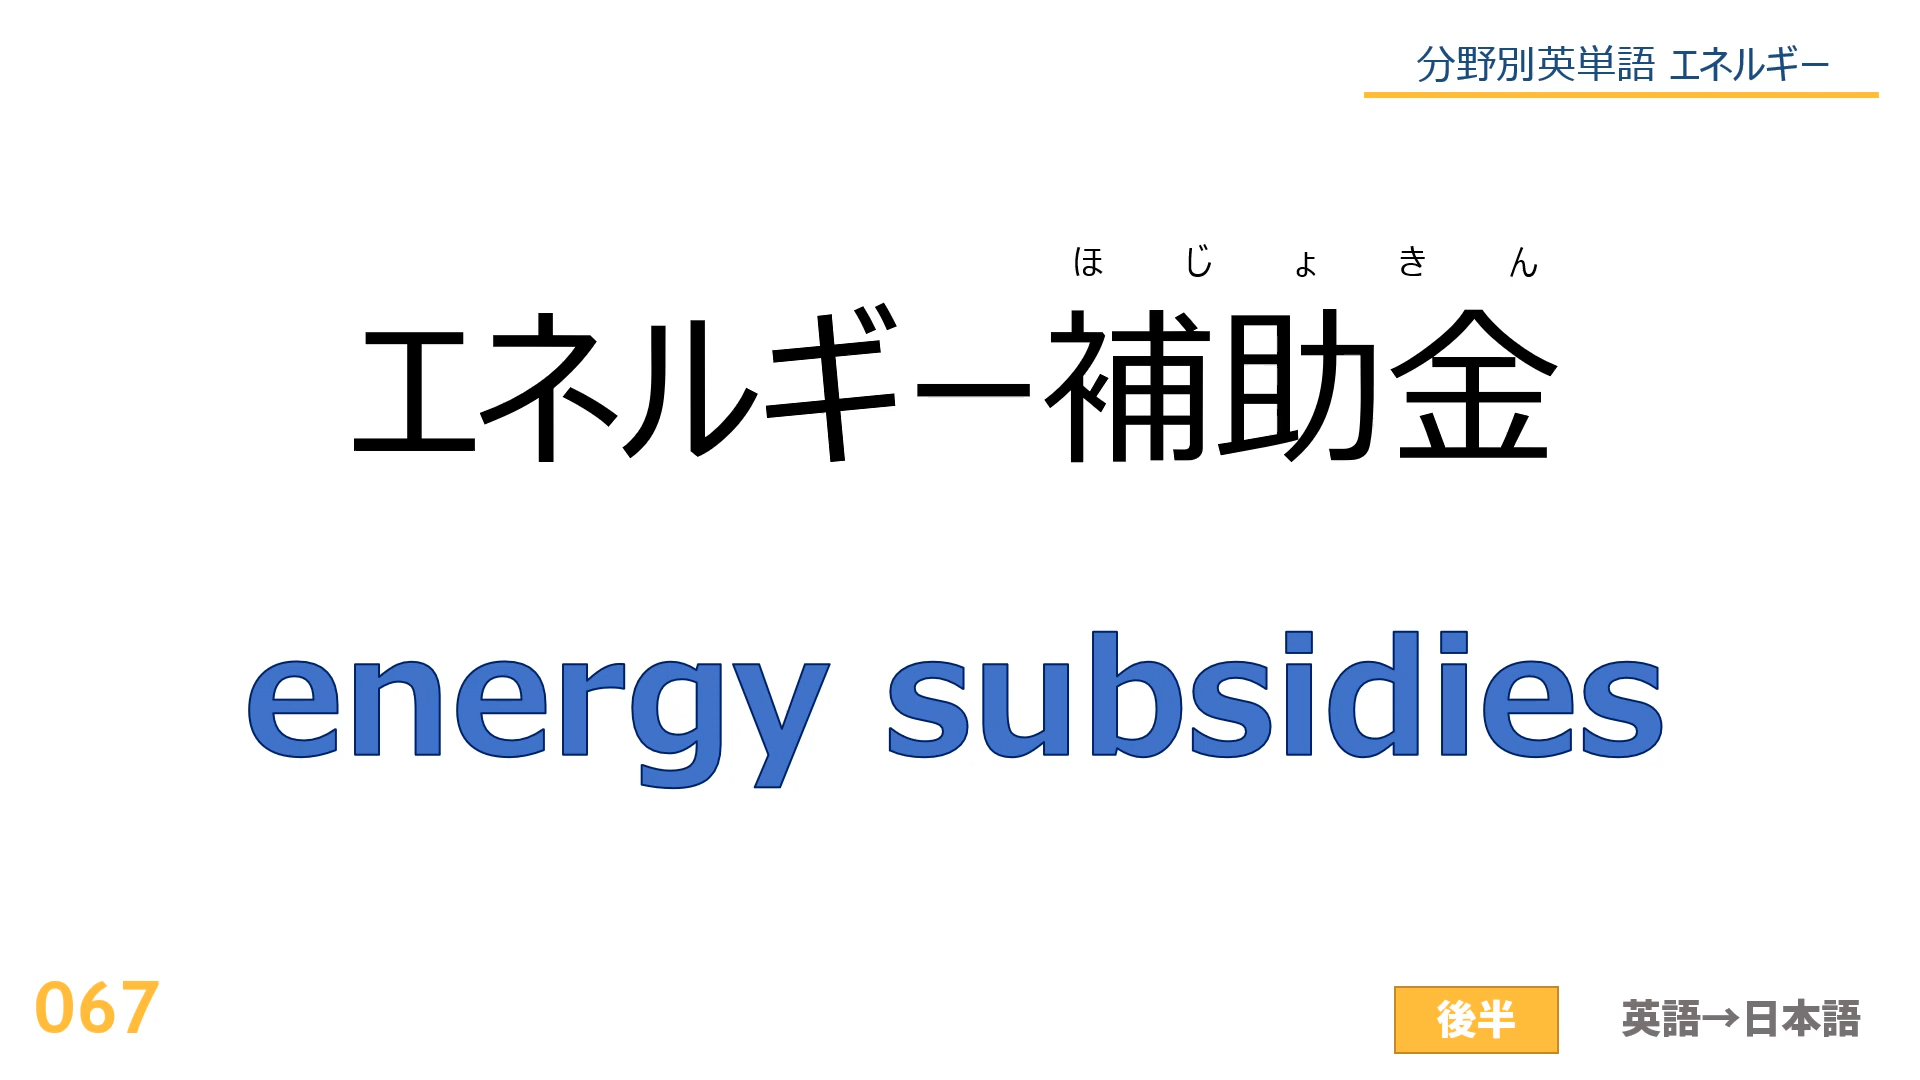 分野別英単語 エネルギー
ほじょきん
エネルギー補助金
energy subsidies
067
後半
英語→日本語